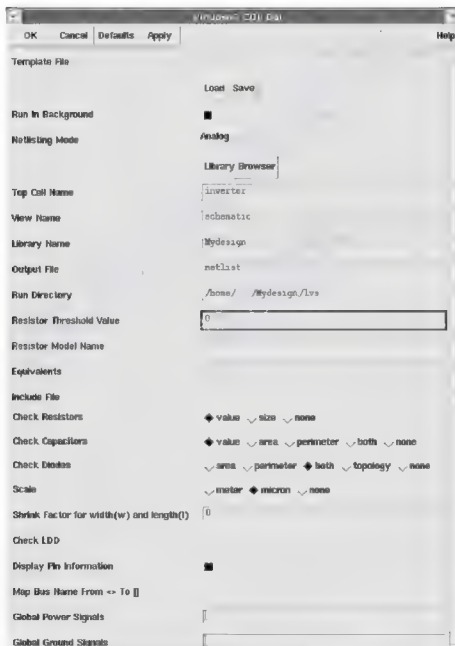 Virtuoso® CDL Out
OK Cancel Defaults Apply Help
Template File
Load Save
Run In Background
Netlisting Mode Analog
Library Browser
Top Cell Name inverter
View Name schematic
Library Name Mydesign
Output File netlist
Run Directory /home/ /Mydesign/lvs
Resistor Threshold Value 0
Resistor Model Name
Equivalents
Include File
Check Resistors value size none
Check Capacitors value area perimeter both none
Check Diodes area perimeter both topology none
Scale meter micron none
Shrink Factor for width(w) and length(l) 0
Check LDD
Display Pin Information
Map Bus Name From <> To []
Global Power Signals
Global Ground Signals